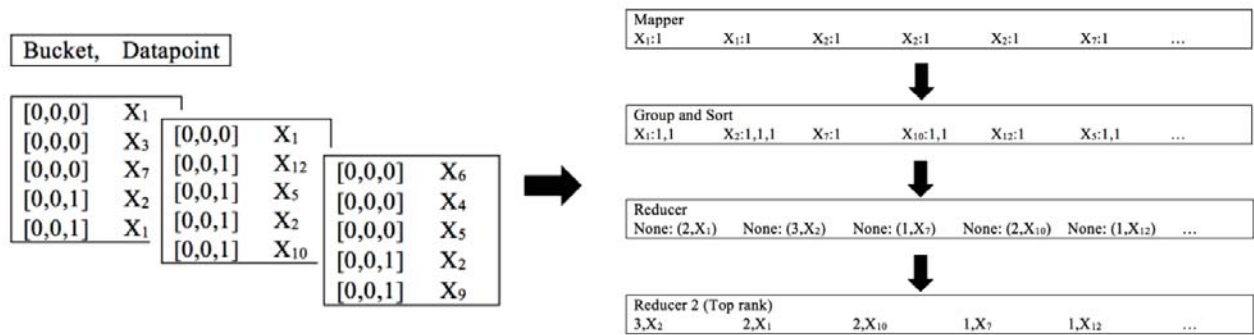 Bucket, Datapoint
[0,0,0] X₁
[0,0,0] X₃
[0,0,0] X₇
[0,0,1] X₂
[0,0,1] X₁
[0,0,0] X₁
[0,0,1] X₁₂
[0,0,1] X₅
[0,0,1] X₂
[0,0,1] X₁₀
[0,0,0] X₆
[0,0,0] X₄
[0,0,0] X₅
[0,0,1] X₂
[0,0,1] X₉
Mapper
X₁:1 X₁:1 X₂:1 X₂:1 X₂:1 X₇:1 ...
Group and Sort
X₁:1,1 X₂:1,1,1 X₇:1 X₁₀:1,1 X₁₂:1 X₅:1,1 ...
Reducer
None: (2,X₁) None: (3,X₂) None: (1,X₇) None: (2,X₁₀) None: (1,X₁₂) ...
Reducer 2 (Top rank)
3,X₂ 2,X₁ 2,X₁₀ 1,X₇ 1,X₁₂ ...